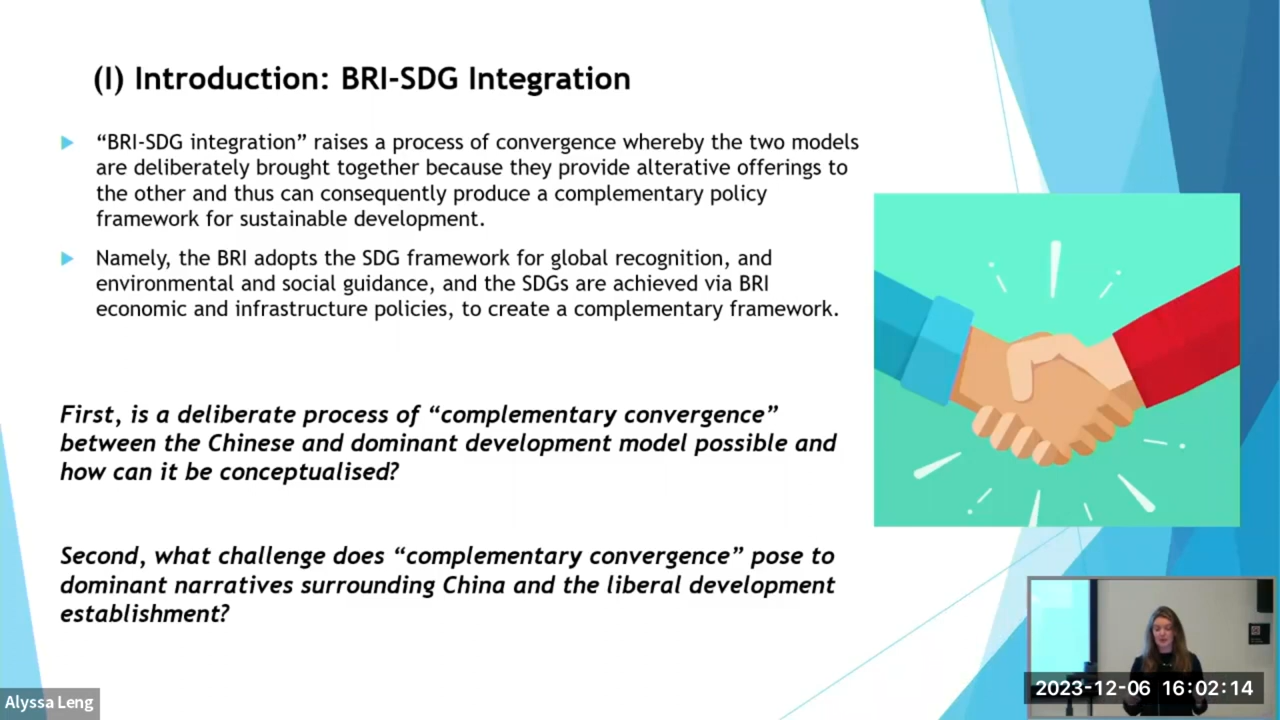 (I) Introduction: BRI-SDG Integration
“BRI-SDG integration” raises a process of convergence whereby the two models
are deliberately brought together because they provide alterative offerings to
the other and thus can consequently produce a complementary policy
framework for sustainable development.
Namely, the BRI adopts the SDG framework for global recognition, and
environmental and social guidance, and the SDGs are achieved via BRI
economic and infrastructure policies, to create a complementary framework.
First, is a deliberate process of “complementary convergence”
between the Chinese and dominant development model possible and
how can it be conceptualised?
Second, what challenge does “complementary convergence” pose to
dominant narratives surrounding China and the liberal development
establishment?
Alyssa Leng
2023-12-06 16:02:14